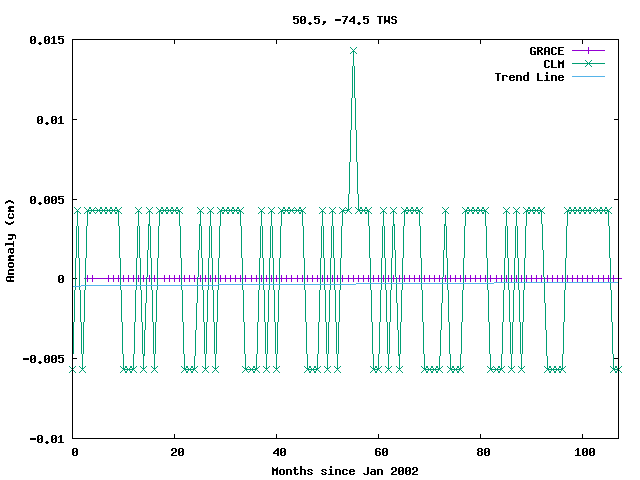 50.5, -74.5 TWS
0.015
GRACE
CLM
Trend Line
0.01
0.005
Anomaly (cm)
0
-0.005
-0.01
0 20 40 60 80 100
Months since Jan 2002